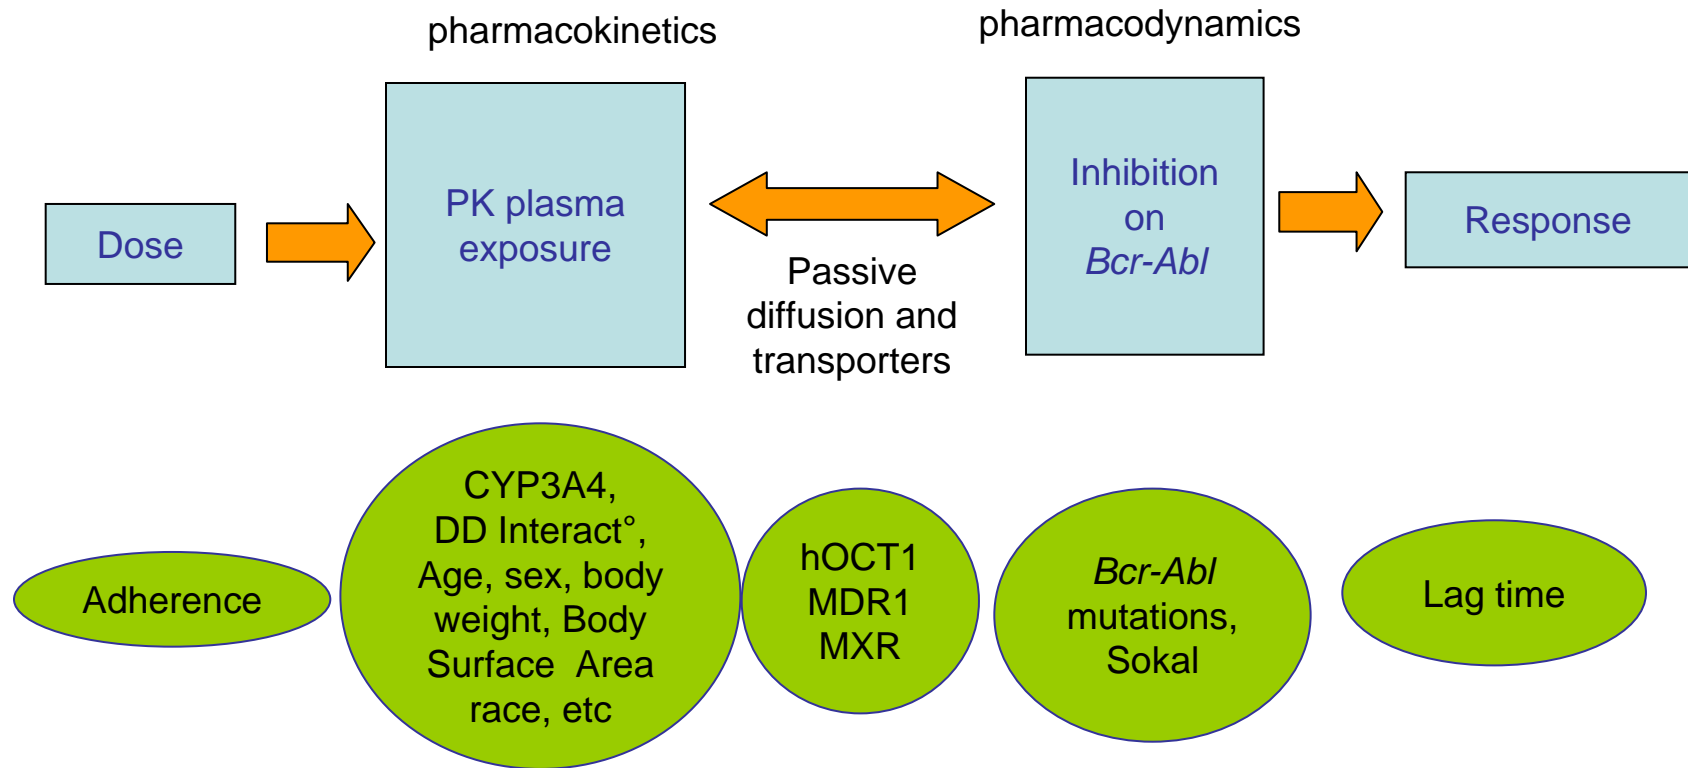 pharmacokinetics
pharmacodynamics
Dose
PK plasma
exposure
Passive
diffusion and
transporters
Inhibition
on
Bcr-Abl
Response
Adherence
CYP3A4,
DD Interact°,
Age, sex, body
weight, Body
Surface Area
race, etc
hOCT1
MDR1
MXR
Bcr-Abl
mutations,
Sokal
Lag time